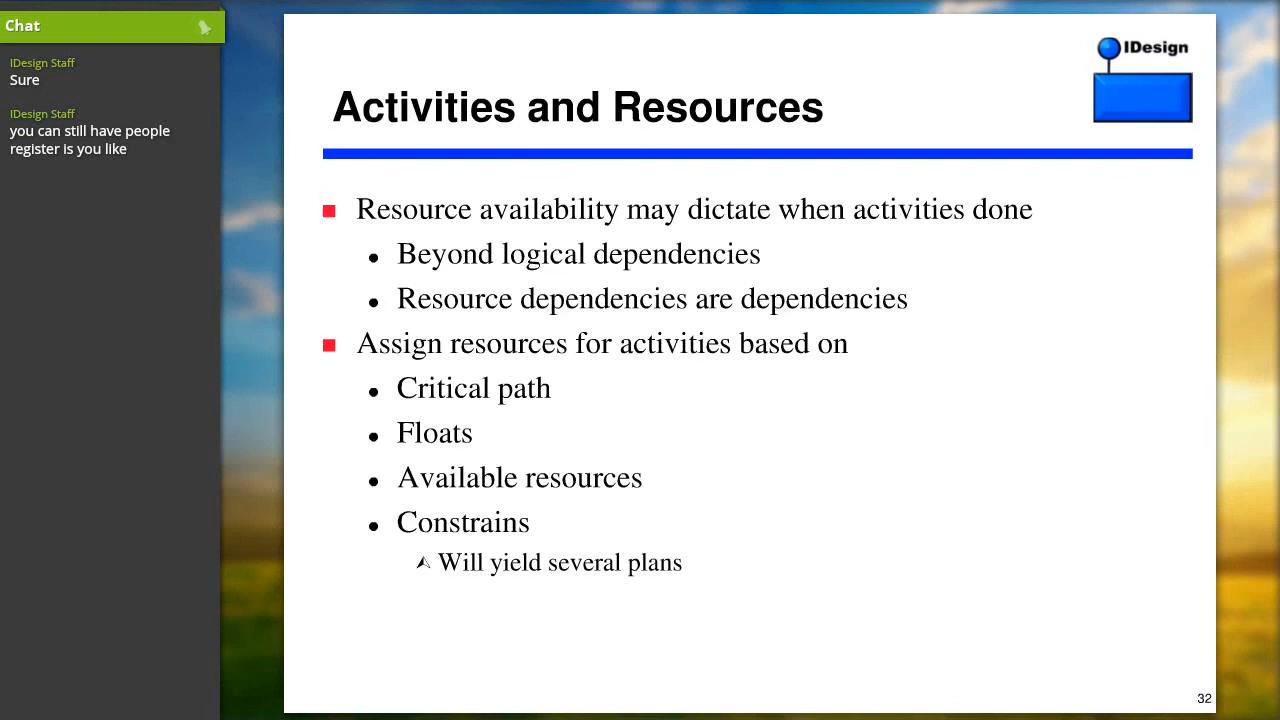 Chat
IDesign Staff
Sure
IDesign Staff
you can still have people
register is you like
IDesign
Activities and Resources
Resource availability may dictate when activities done
Beyond logical dependencies
Resource dependencies are dependencies
Assign resources for activities based on
Critical path
Floats
Available resources
Constrains
Will yield several plans
32